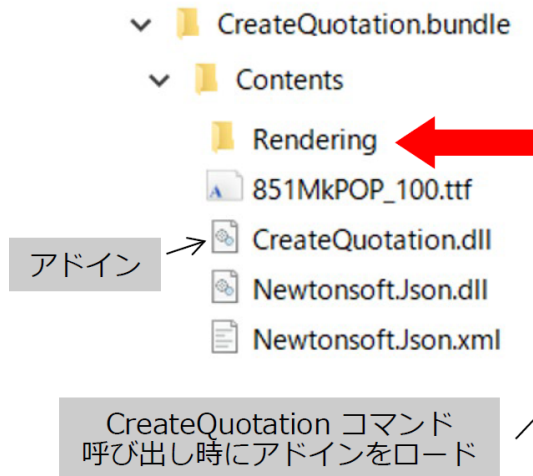 CreateQuotation.bundle
Contents
Rendering
851MkPOP_100.ttf
CreateQuotation.dll
アドイン
Newtonsoft.Json.dll
Newtonsoft.Json.xml
CreateQuotation コマンド
呼び出し時にアドインをロード